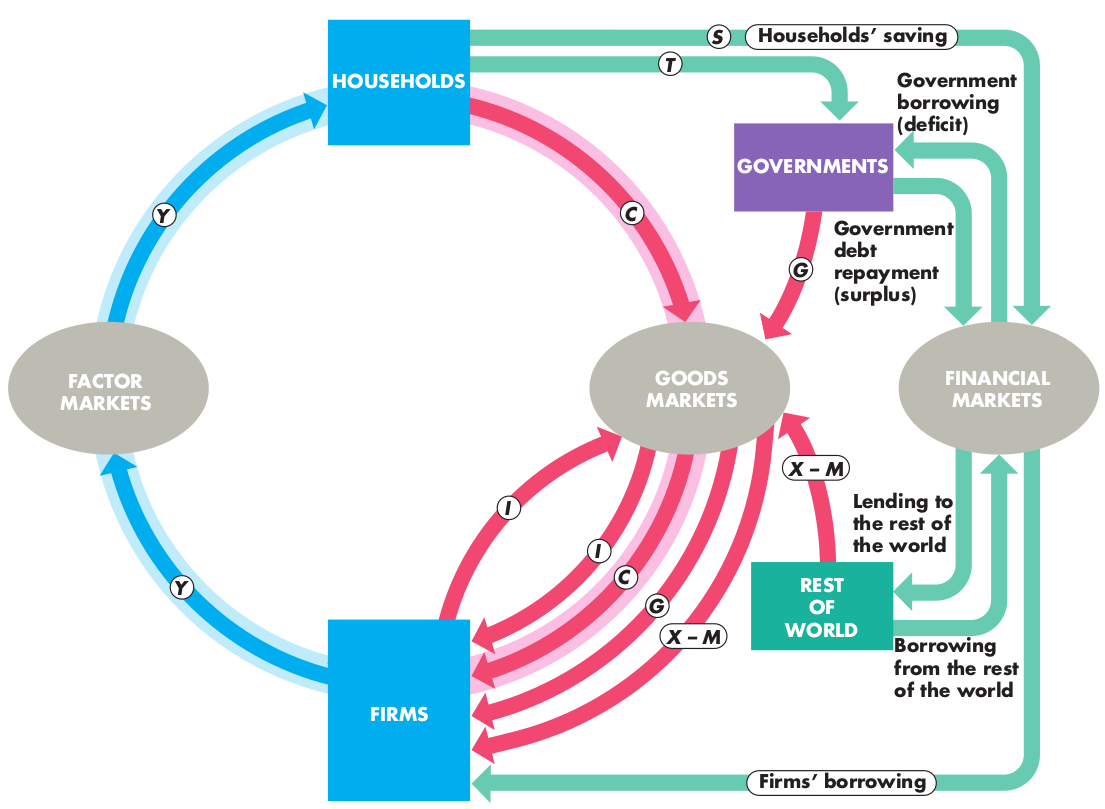 S
Households’ saving
HOUSEHOLDS
T
Government
borrowing
(deficit)
GOVERNMENTS
Y
C
Government
debt
repayment
(surplus)
G
FACTOR
MARKETS
GOODS
MARKETS
FINANCIAL
MARKETS
X – M
I
Lending to
the rest of
the world
I
C
Y
G
X – M
REST
OF
WORLD
Borrowing
from the rest
of the world
FIRMS
Firms’ borrowing